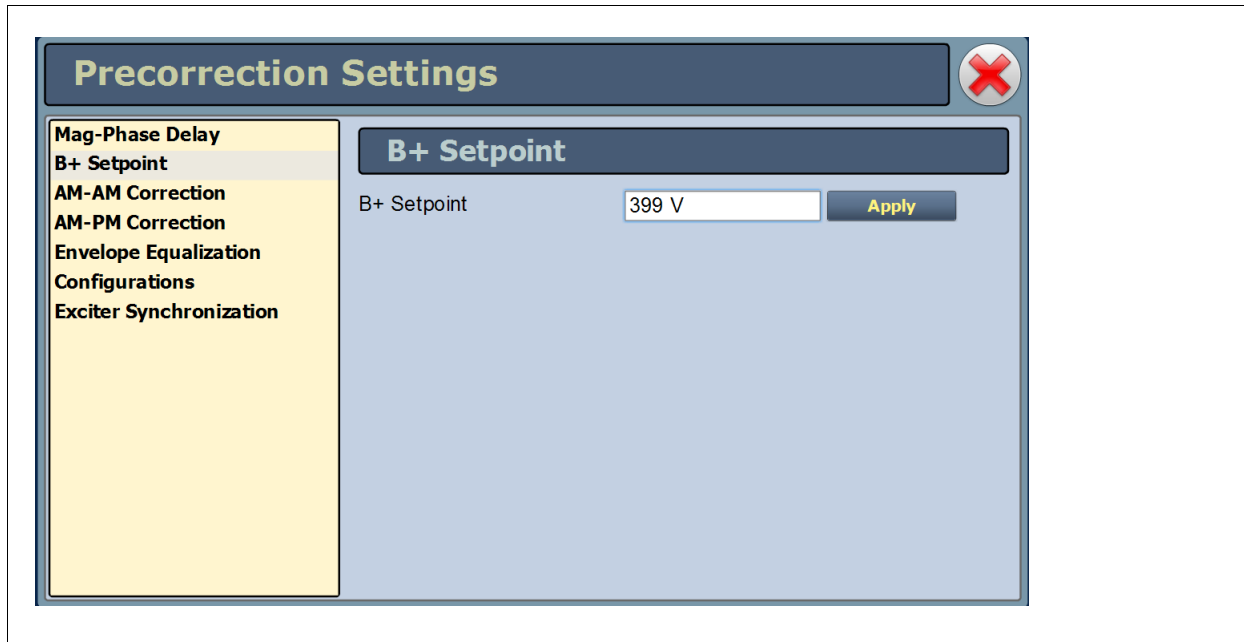 Precorrection Settings
Mag-Phase Delay
B+ Setpoint
AM-AM Correction
AM-PM Correction
Envelope Equalization
Configurations
Exciter Synchronization
B+ Setpoint
B+ Setpoint 399 V Apply